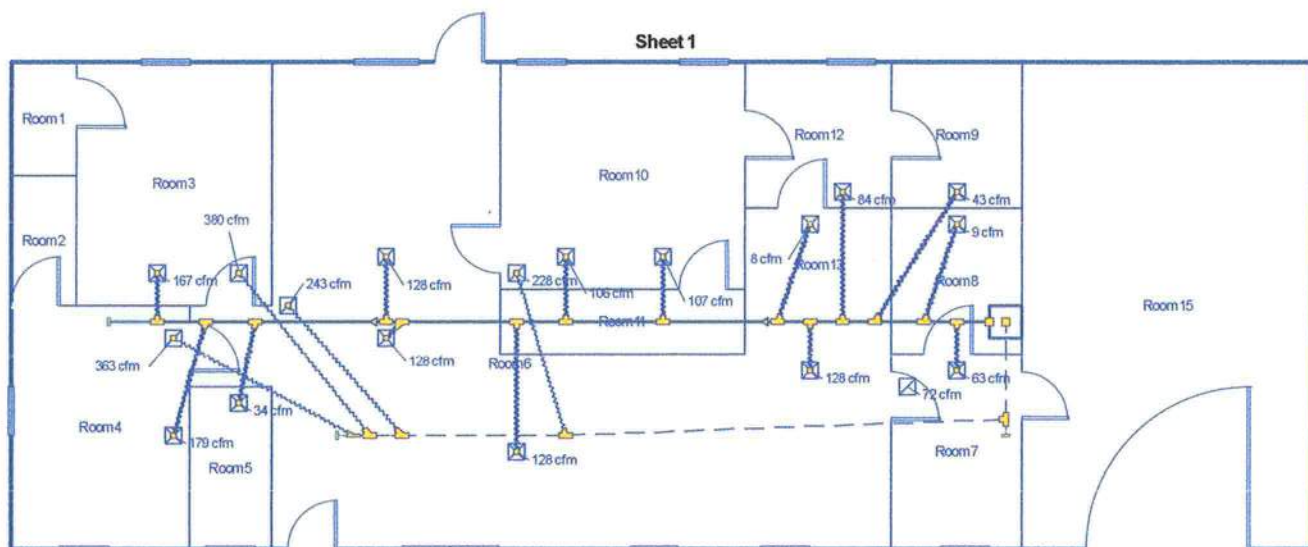 Sheet 1
Room1
Room12
Room9
Room3
Room10
84 cfm
43 cfm
380 cfm
9 cfm
Room2
8 cfm
Room13
167 cfm
243 cfm
128 cfm
228 cfm
106 cfm
107 cfm
Room8
Room15
Room11
363 cfm
128 cfm
Room6
128 cfm
63 cfm
72 cfm
34 cfm
Room4
179 cfm
Room5
128 cfm
Room7